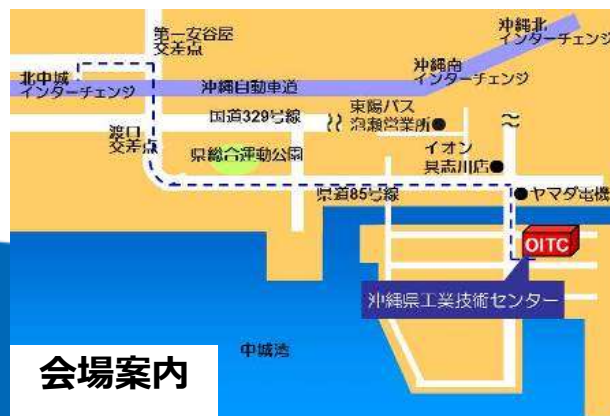 沖縄北
インターチェンジ
第一安谷屋
交差点
沖縄南
インターチェンジ
北中城
インターチェンジ
沖縄自動車道
国道329号線
東陽バス
泡瀬営業所●
渡口
交差点
県総合運動公園
イオン
具志川店●
県道85号線
●ヤマダ電機
OITC
沖縄県工業技術センター
中城湾
会場案内